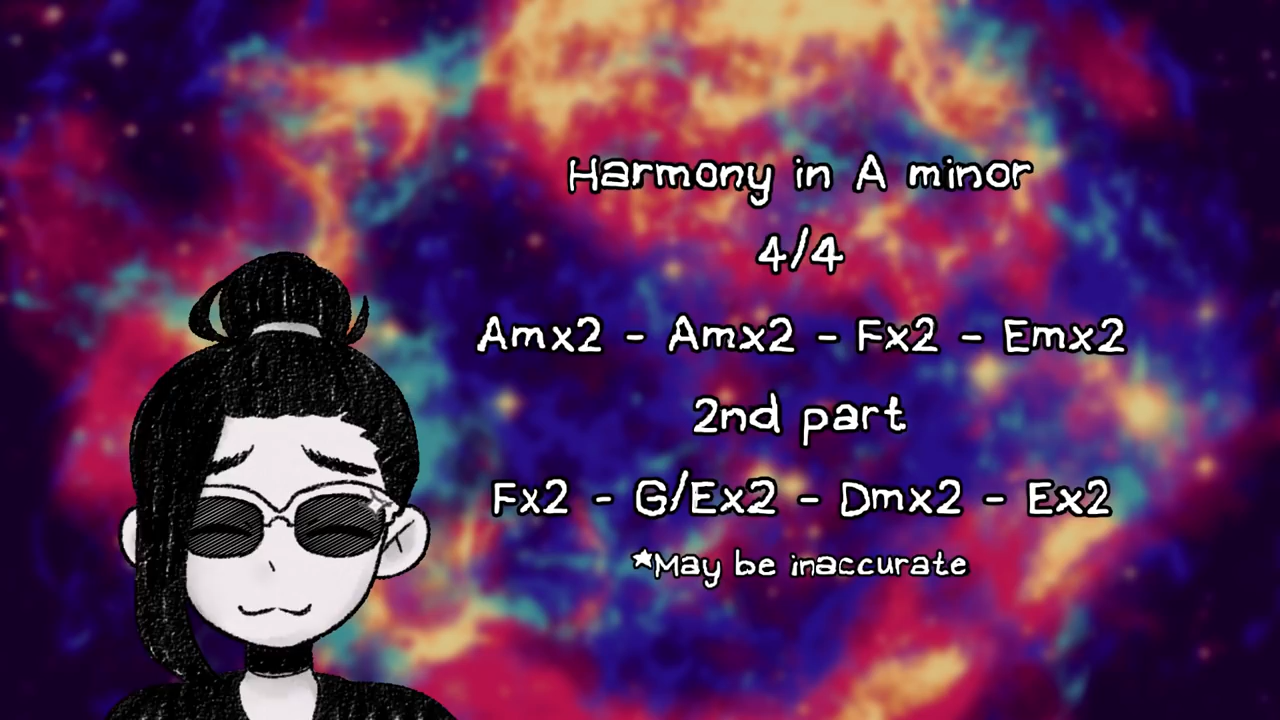 Harmony in A minor
4/4
Amx2 - Amx2 - Fx2 - Emx2
2nd part
Fx2 - G/Ex2 - Dmx2 - Ex2
*May be inaccurate